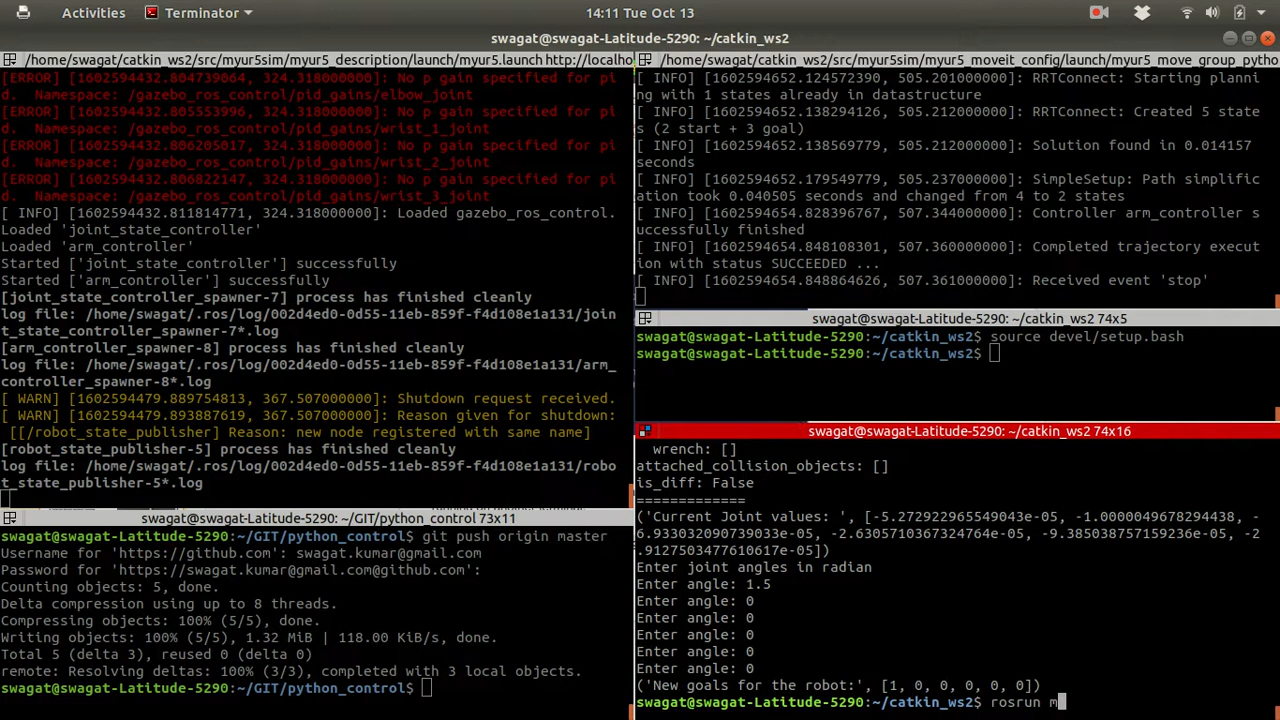 Activities
Terminator
14:11 Tue Oct 13
swagat@swagat-Latitude-5290: ~/catkin_ws2
/home/swagat/catkin_ws2/src/myur5sim/myur5_description/launch/myur5.launch http://localho
[ERROR] [1602594432.804739064, 324.318000000]: No p gain specified for pi
d.  Namespace: /gazebo_ros_control/pid_gains/elbow_joint
[ERROR] [1602594432.805553996, 324.318000000]: No p gain specified for pi
d.  Namespace: /gazebo_ros_control/pid_gains/wrist_1_joint
[ERROR] [1602594432.806205017, 324.318000000]: No p gain specified for pi
d.  Namespace: /gazebo_ros_control/pid_gains/wrist_2_joint
[ERROR] [1602594432.806822147, 324.318000000]: No p gain specified for pi
d.  Namespace: /gazebo_ros_control/pid_gains/wrist_3_joint
[ INFO] [1602594432.811814771, 324.318000000]: Loaded gazebo_ros_control.
Loaded 'joint_state_controller'
Loaded 'arm_controller'
Started ['joint_state_controller'] successfully
Started ['arm_controller'] successfully
[joint_state_controller_spawner-7] process has finished cleanly
log file: /home/swagat/.ros/log/002d4ed0-0d55-11eb-859f-f4d108e1a131/join
t_state_controller_spawner-7*.log
[arm_controller_spawner-8] process has finished cleanly
log file: /home/swagat/.ros/log/002d4ed0-0d55-11eb-859f-f4d108e1a131/arm_
controller_spawner-8*.log
[ WARN] [1602594479.889754813, 367.507000000]: Shutdown request received.
[ WARN] [1602594479.893887619, 367.507000000]: Reason given for shutdown:
 [[/robot_state_publisher] Reason: new node registered with same name]
[robot_state_publisher-5] process has finished cleanly
log file: /home/swagat/.ros/log/002d4ed0-0d55-11eb-859f-f4d108e1a131/robo
t_state_publisher-5*.log
swagat@swagat-Latitude-5290: ~/GIT/python_control 73x11
swagat@swagat-Latitude-5290:~/GIT/python_control$ git push origin master
Username for 'https://github.com': swagat.kumar@gmail.com
Password for 'https://swagat.kumar@gmail.com@github.com':
Counting objects: 5, done.
Delta compression using up to 8 threads.
Compressing objects: 100% (5/5), done.
Writing objects: 100% (5/5), 1.32 MiB | 118.00 KiB/s, done.
Total 5 (delta 3), reused 0 (delta 0)
remote: Resolving deltas: 100% (3/3), completed with 3 local objects.
swagat@swagat-Latitude-5290:~/GIT/python_control$
/home/swagat/catkin_ws2/src/myur5sim/myur5_moveit_config/launch/myur5_move_group_pytho
[ INFO] [1602594652.124572390, 505.201000000]: RRTConnect: Starting planni
ng with 1 states already in datastructure
[ INFO] [1602594652.138294126, 505.212000000]: RRTConnect: Created 5 state
s (2 start + 3 goal)
[ INFO] [1602594652.138569779, 505.212000000]: Solution found in 0.014157
seconds
[ INFO] [1602594652.179549779, 505.237000000]: SimpleSetup: Path simplific
ation took 0.040505 seconds and changed from 4 to 2 states
[ INFO] [1602594654.828396767, 507.344000000]: Controller arm_controller s
uccessfully finished
[ INFO] [1602594654.848108301, 507.360000000]: Completed trajectory execut
ion with status SUCCEEDED ...
[ INFO] [1602594654.848864626, 507.361000000]: Received event 'stop'
swagat@swagat-Latitude-5290: ~/catkin_ws2 74x5
swagat@swagat-Latitude-5290:~/catkin_ws2$ source devel/setup.bash
swagat@swagat-Latitude-5290:~/catkin_ws2$
swagat@swagat-Latitude-5290: ~/catkin_ws2 74x16
  wrench: []
attached_collision_objects: []
is_diff: False
=============
('Current Joint values: ', [-5.272922965549043e-05, -1.0000049678294438, -
6.933032090739033e-05, -2.6305710367324764e-05, -9.385038757159236e-05, -2
.9127503477610617e-05])
Enter joint angles in radian
Enter angle: 1.5
Enter angle: 0
Enter angle: 0
Enter angle: 0
Enter angle: 0
Enter angle: 0
('New goals for the robot:', [1, 0, 0, 0, 0, 0])
swagat@swagat-Latitude-5290:~/catkin_ws2$ rosrun m